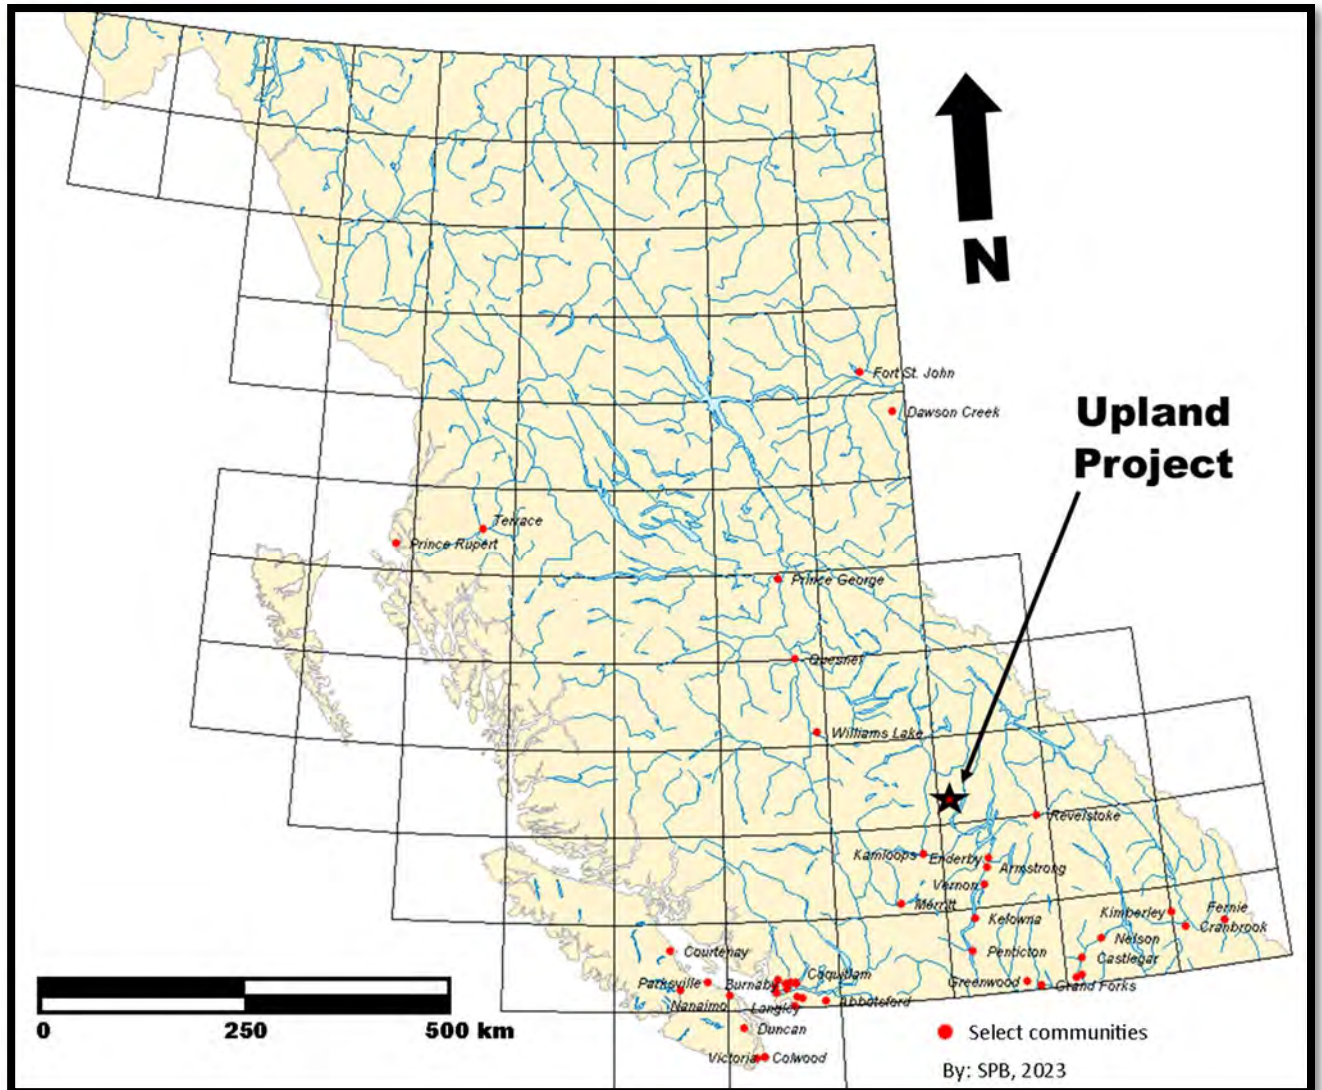 N
Fort St. John
Dawson Creek
Upland
Project
Terrace
Prince Rupert
Prince George
Quesnel
Williams Lake
Revelstoke
Kamloops
Enderby
Armstrong
Vernon
Merritt
Kelowna
Kimberley
Fernie
Cranbrook
Nelson
Penticton
Castlegar
Greenwood
Grand Forks
Courtenay
Coquitlam
Parksville
Burnaby
Nanaimo
Langley
Abbotsford
Duncan
Victoria
Colwood
0 250 500 km
Select communities
By: SPB, 2023